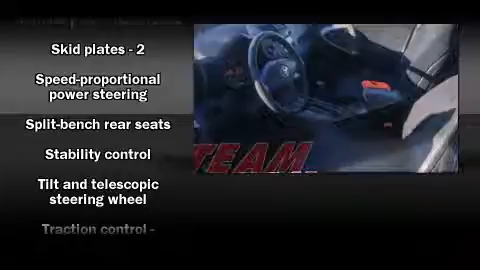 Skid plates - 2
Speed-proportional
power steering
Split-bench rear seats
Stability control
Tilt and telescopic
steering wheel
Traction control -
TEAM